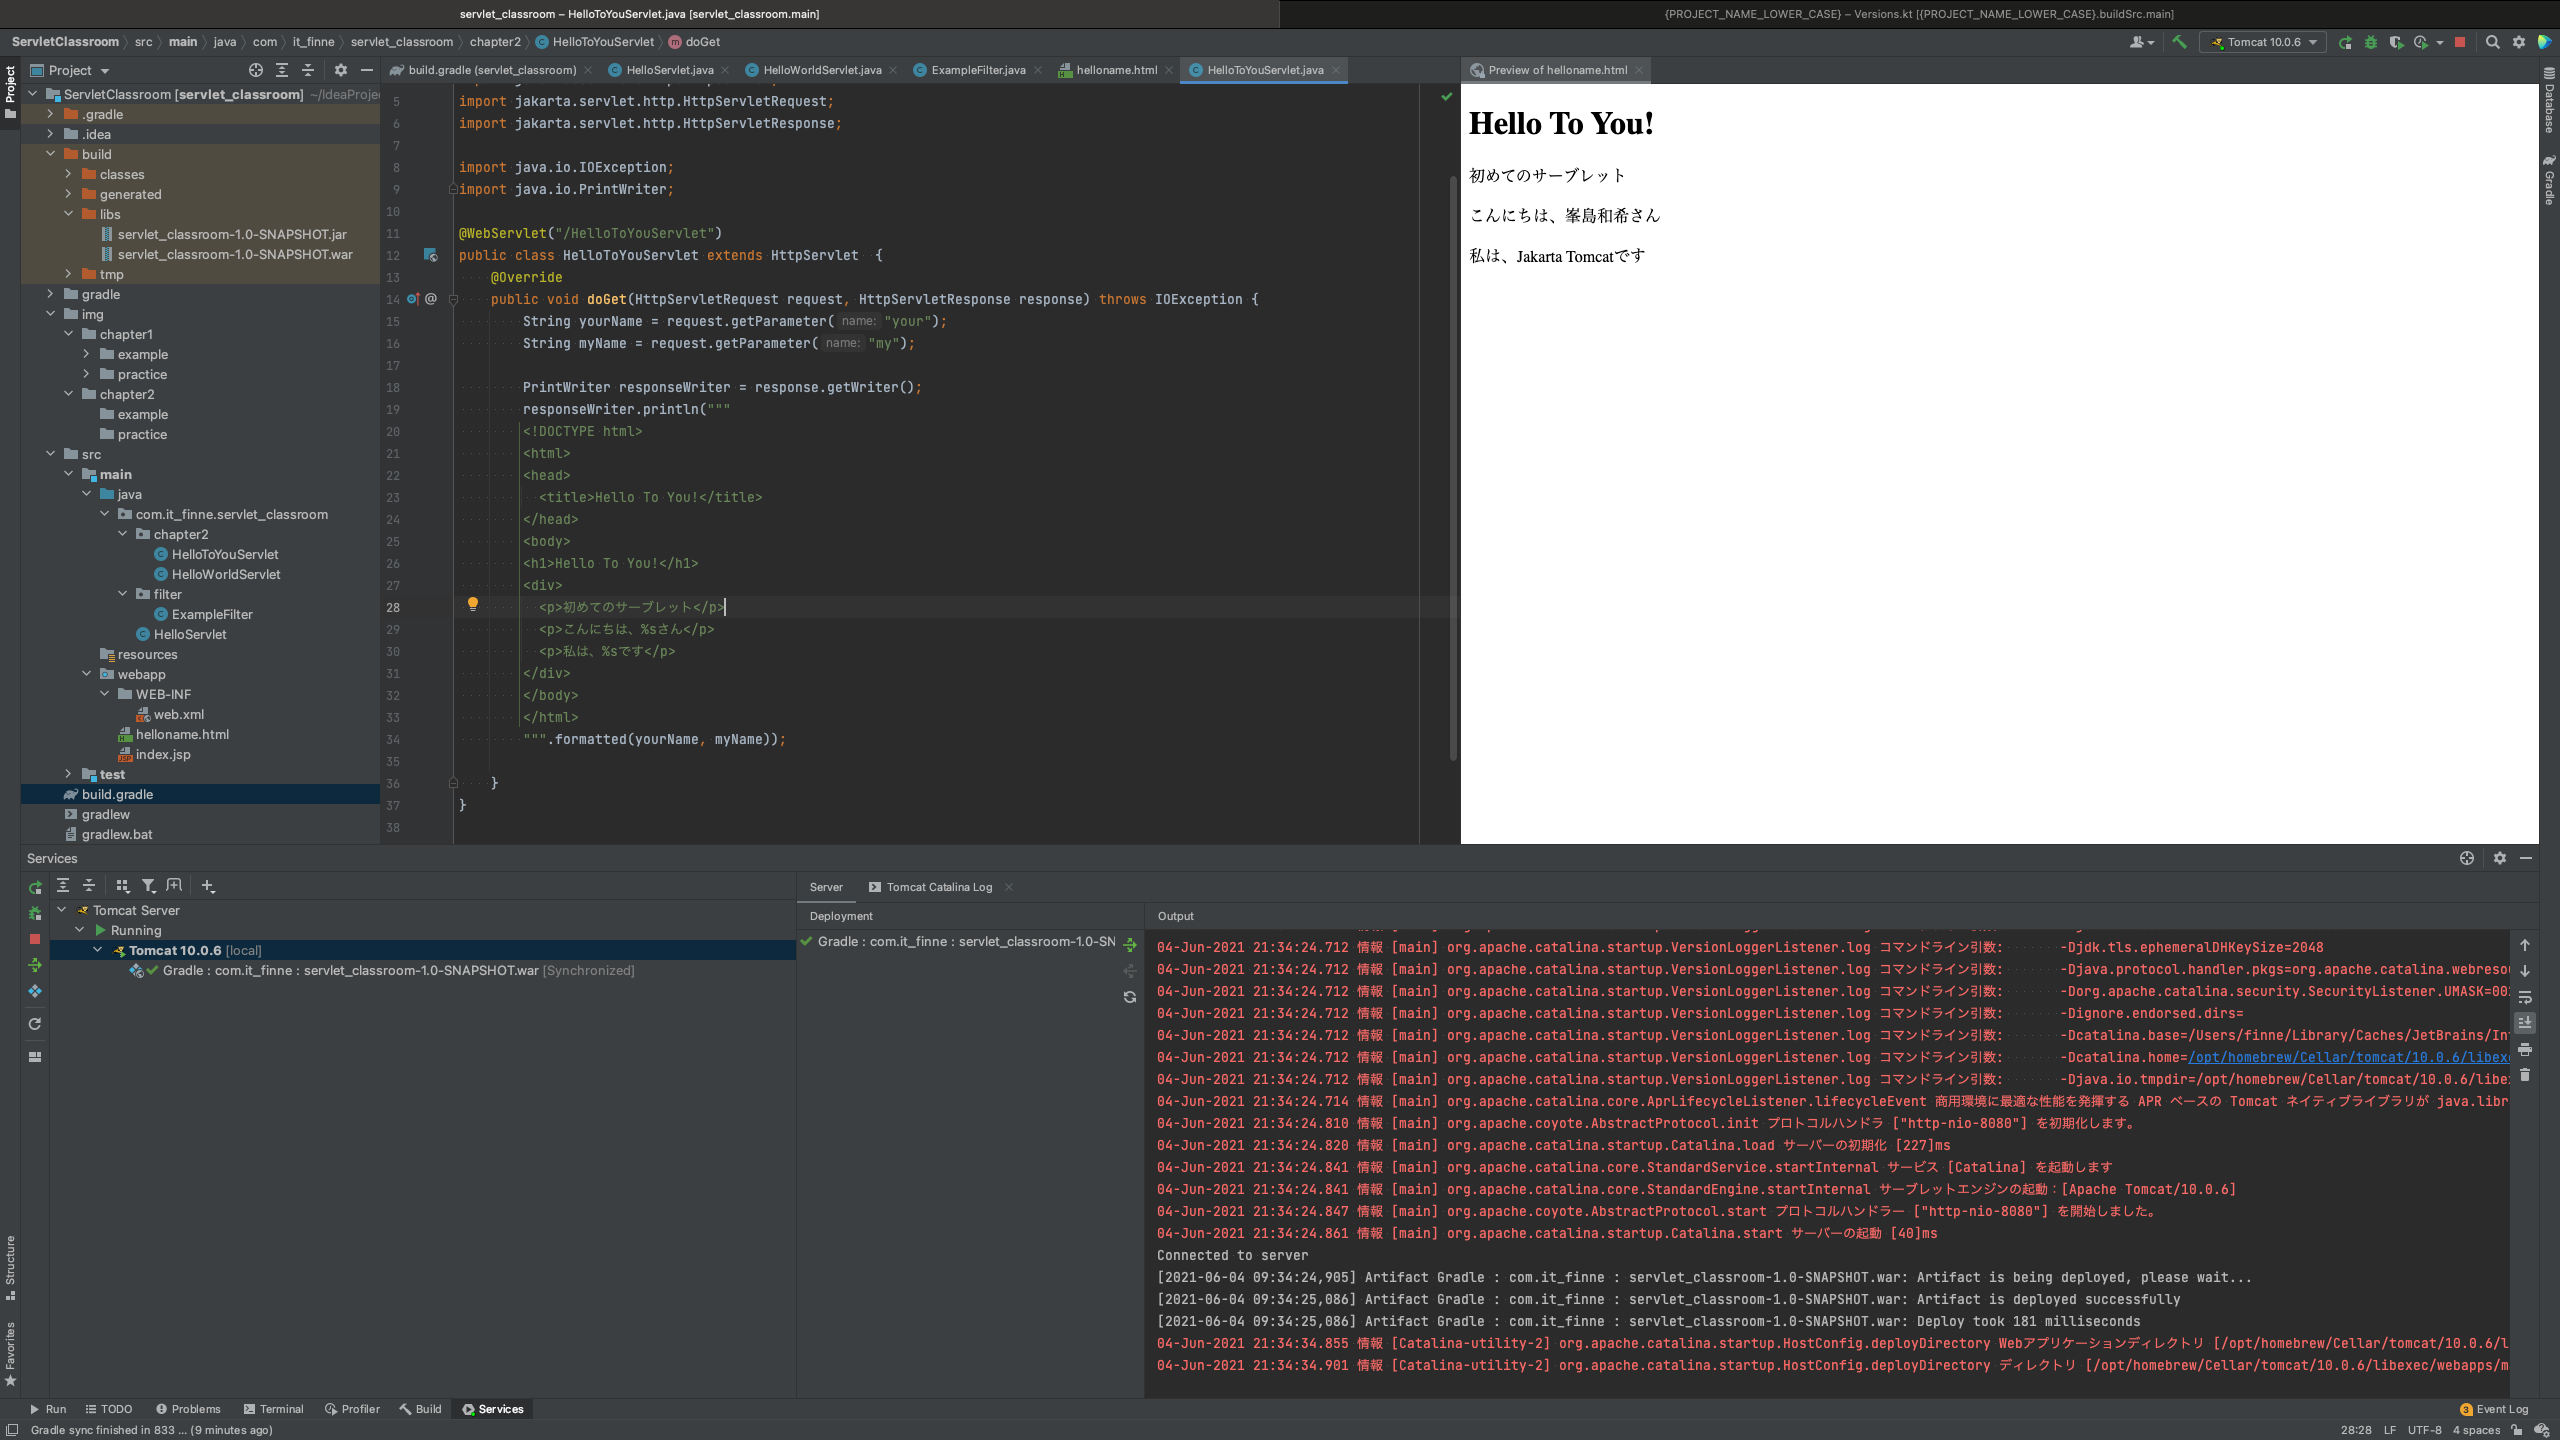 servlet_classroom – HelloToYouServlet.java [servlet_classroom.main]
{PROJECT_NAME_LOWER_CASE} – Versions.kt [{PROJECT_NAME_LOWER_CASE}.buildSrc.main]
ServletClassroom src main java com it_finne servlet_classroom chapter2 HelloToYouServlet doGet
Tomcat 10.0.6
Project
build.gradle (servlet_classroom) HelloServlet.java HelloWorldServlet.java ExampleFilter.java helloname.html HelloToYouServlet.java
Preview of helloname.html
Project
Database
Gradle
Structure
Favorites
ServletClassroom [servlet_classroom] ~/IdeaProje
.gradle
.idea
build
classes
generated
libs
servlet_classroom-1.0-SNAPSHOT.jar
servlet_classroom-1.0-SNAPSHOT.war
tmp
gradle
img
chapter1
example
practice
chapter2
example
practice
src
main
java
com.it_finne.servlet_classroom
chapter2
HelloToYouServlet
HelloWorldServlet
filter
ExampleFilter
HelloServlet
resources
webapp
WEB-INF
web.xml
helloname.html
index.jsp
test
build.gradle
gradlew
gradlew.bat
5 import jakarta.servlet.http.HttpServletRequest;
6 import jakarta.servlet.http.HttpServletResponse;
7
8 import java.io.IOException;
9 import java.io.PrintWriter;
10
11 @WebServlet("/HelloToYouServlet")
12 public class HelloToYouServlet extends HttpServlet {
13 @Override
14 @ public void doGet(HttpServletRequest request, HttpServletResponse response) throws IOException {
15 String yourName = request.getParameter( name: "your");
16 String myName = request.getParameter( name: "my");
17
18 PrintWriter responseWriter = response.getWriter();
19 responseWriter.println("""
20 <!DOCTYPE html>
21 <html>
22 <head>
23 <title>Hello To You!</title>
24 </head>
25 <body>
26 <h1>Hello To You!</h1>
27 <div>
28 <p>初めてのサーブレット</p>
29 <p>こんにちは、%sさん</p>
30 <p>私は、%sです</p>
31 </div>
32 </body>
33 </html>
34 """.formatted(yourName, myName));
35
36 }
37 }
38
Hello To You!
初めてのサーブレット
こんにちは、峯島和希さん
私は、Jakarta Tomcatです
Services
Tomcat Server
Running
Tomcat 10.0.6 [local]
Gradle : com.it_finne : servlet_classroom-1.0-SNAPSHOT.war [Synchronized]
Server Tomcat Catalina Log
Deployment
Gradle : com.it_finne : servlet_classroom-1.0-SN
Output
04-Jun-2021 21:34:24.712 情報 [main] org.apache.catalina.startup.VersionLoggerListener.log コマンドライン引数: -Djdk.tls.ephemeralDHKeySize=2048
04-Jun-2021 21:34:24.712 情報 [main] org.apache.catalina.startup.VersionLoggerListener.log コマンドライン引数: -Djava.protocol.handler.pkgs=org.apache.catalina.webresou
04-Jun-2021 21:34:24.712 情報 [main] org.apache.catalina.startup.VersionLoggerListener.log コマンドライン引数: -Dorg.apache.catalina.security.SecurityListener.UMASK=00
04-Jun-2021 21:34:24.712 情報 [main] org.apache.catalina.startup.VersionLoggerListener.log コマンドライン引数: -Dignore.endorsed.dirs=
04-Jun-2021 21:34:24.712 情報 [main] org.apache.catalina.startup.VersionLoggerListener.log コマンドライン引数: -Dcatalina.base=/Users/finne/Library/Caches/JetBrains/In
04-Jun-2021 21:34:24.712 情報 [main] org.apache.catalina.startup.VersionLoggerListener.log コマンドライン引数: -Dcatalina.home=/opt/homebrew/Cellar/tomcat/10.0.6/libex
04-Jun-2021 21:34:24.712 情報 [main] org.apache.catalina.startup.VersionLoggerListener.log コマンドライン引数: -Djava.io.tmpdir=/opt/homebrew/Cellar/tomcat/10.0.6/libe
04-Jun-2021 21:34:24.714 情報 [main] org.apache.catalina.core.AprLifecycleListener.lifecycleEvent 商用環境に最適な性能を発揮する APR ベースの Tomcat ネイティブライブラリが java.libr
04-Jun-2021 21:34:24.810 情報 [main] org.apache.coyote.AbstractProtocol.init プロトコルハンドラ ["http-nio-8080"] を初期化します。
04-Jun-2021 21:34:24.820 情報 [main] org.apache.catalina.startup.Catalina.load サーバーの初期化 [227]ms
04-Jun-2021 21:34:24.841 情報 [main] org.apache.catalina.core.StandardService.startInternal サービス [Catalina] を起動します
04-Jun-2021 21:34:24.841 情報 [main] org.apache.catalina.core.StandardEngine.startInternal サーブレットエンジンの起動：[Apache Tomcat/10.0.6]
04-Jun-2021 21:34:24.847 情報 [main] org.apache.coyote.AbstractProtocol.start プロトコルハンドラー ["http-nio-8080"] を開始しました。
04-Jun-2021 21:34:24.861 情報 [main] org.apache.catalina.startup.Catalina.start サーバーの起動 [40]ms
Connected to server
[2021-06-04 09:34:24,905] Artifact Gradle : com.it_finne : servlet_classroom-1.0-SNAPSHOT.war: Artifact is being deployed, please wait...
[2021-06-04 09:34:25,086] Artifact Gradle : com.it_finne : servlet_classroom-1.0-SNAPSHOT.war: Artifact is deployed successfully
[2021-06-04 09:34:25,086] Artifact Gradle : com.it_finne : servlet_classroom-1.0-SNAPSHOT.war: Deploy took 181 milliseconds
04-Jun-2021 21:34:34.855 情報 [Catalina-utility-2] org.apache.catalina.startup.HostConfig.deployDirectory Webアプリケーションディレクトリ [/opt/homebrew/Cellar/tomcat/10.0.6/l
04-Jun-2021 21:34:34.901 情報 [Catalina-utility-2] org.apache.catalina.startup.HostConfig.deployDirectory ディレクトリ [/opt/homebrew/Cellar/tomcat/10.0.6/libexec/webapps/m
Run TODO Problems Terminal Profiler Build Services
3 Event Log
Gradle sync finished in 833 ... (9 minutes ago)
28:28 LF UTF-8 4 spaces